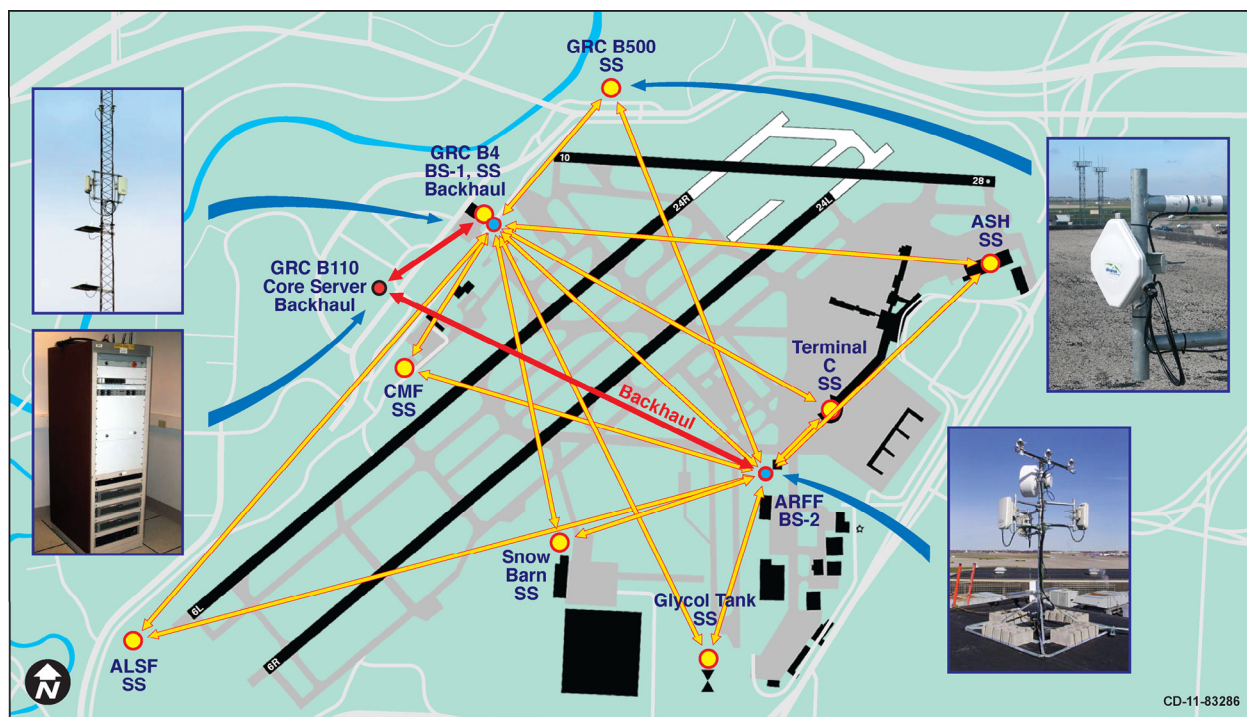 GRC B500
SS
GRC B4
BS-1, SS
Backhaul
10
28
24R
24L
ASH
SS
GRC B110
Core Server
Backhaul
Terminal
C
SS
CMF
SS
Backhaul
ARFF
BS-2
Snow
Barn
SS
Glycol Tank
SS
6L
6R
ALSF
SS
N
CD-11-83286